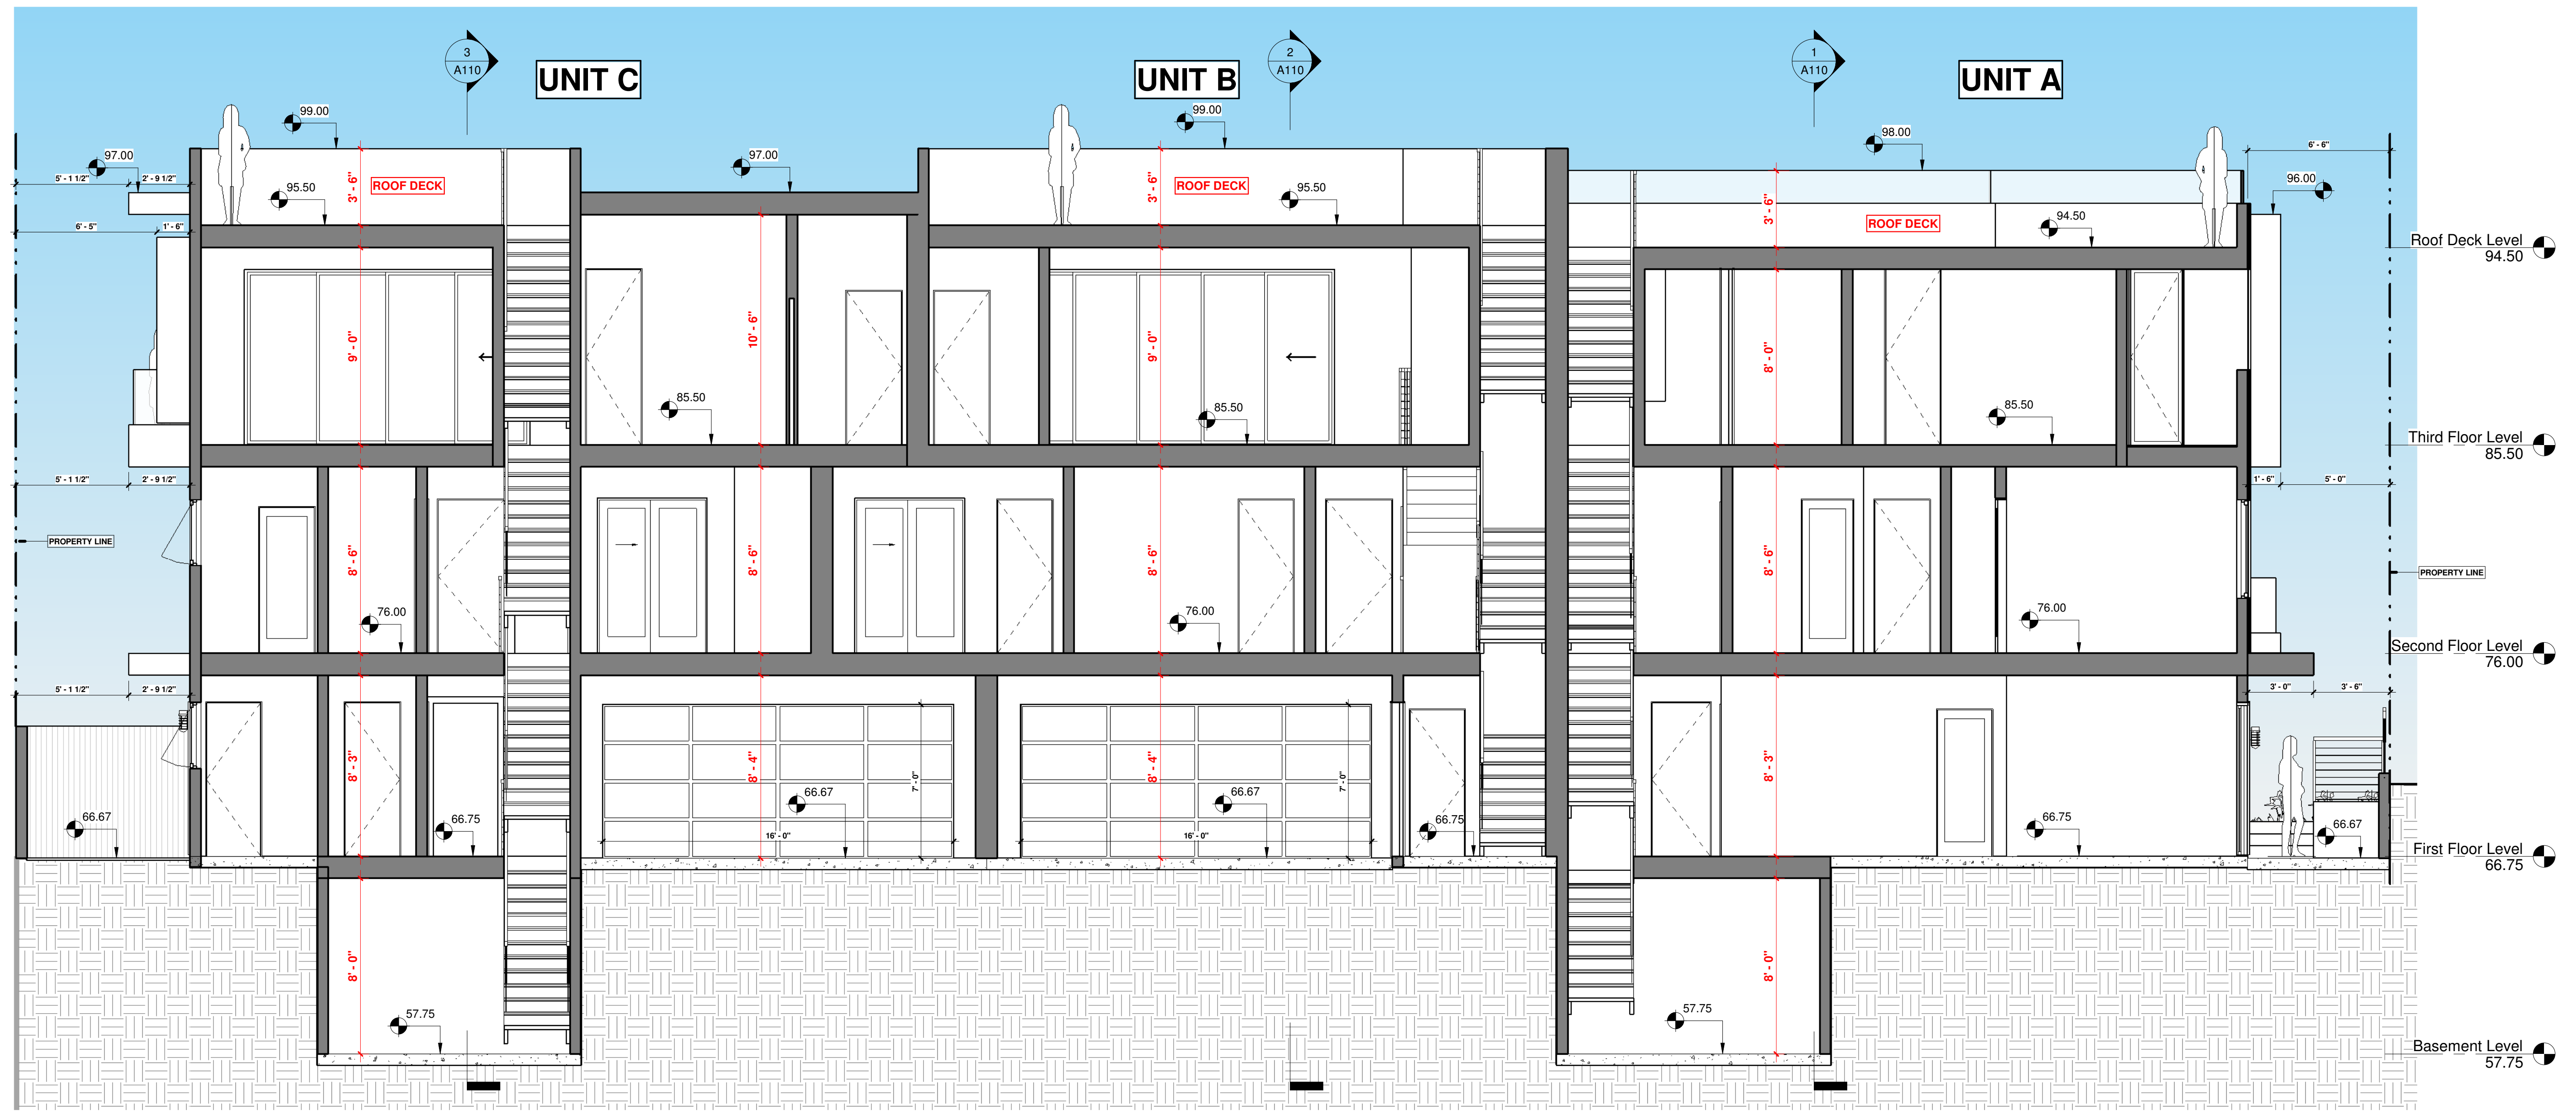 3
A110
2
A110
1
A110
UNIT C
UNIT B
UNIT A
99.00
99.00
98.00
97.00
97.00
6' - 6"
5' - 1 1/2"
2' - 9 1/2"
95.50
3' - 6"
ROOF DECK
3' - 6"
ROOF DECK
95.50
3' - 6"
ROOF DECK
94.50
96.00
6' - 5"
1' - 6"
Roof Deck Level
94.50
9' - 0"
10' - 6"
9' - 0"
8' - 0"
85.50
85.50
85.50
Third Floor Level
85.50
5' - 1 1/2"
2' - 9 1/2"
1' - 6"
5' - 0"
PROPERTY LINE
8' - 6"
8' - 6"
8' - 6"
8' - 6"
PROPERTY LINE
76.00
76.00
76.00
Second Floor Level
76.00
5' - 1 1/2"
2' - 9 1/2"
3' - 0"
3' - 6"
8' - 3"
8' - 4"
7' - 0"
8' - 4"
7' - 0"
8' - 3"
66.67
66.75
66.67
16' - 0"
66.67
16' - 0"
66.75
66.75
66.67
First Floor Level
66.75
8' - 0"
8' - 0"
57.75
57.75
Basement Level
57.75